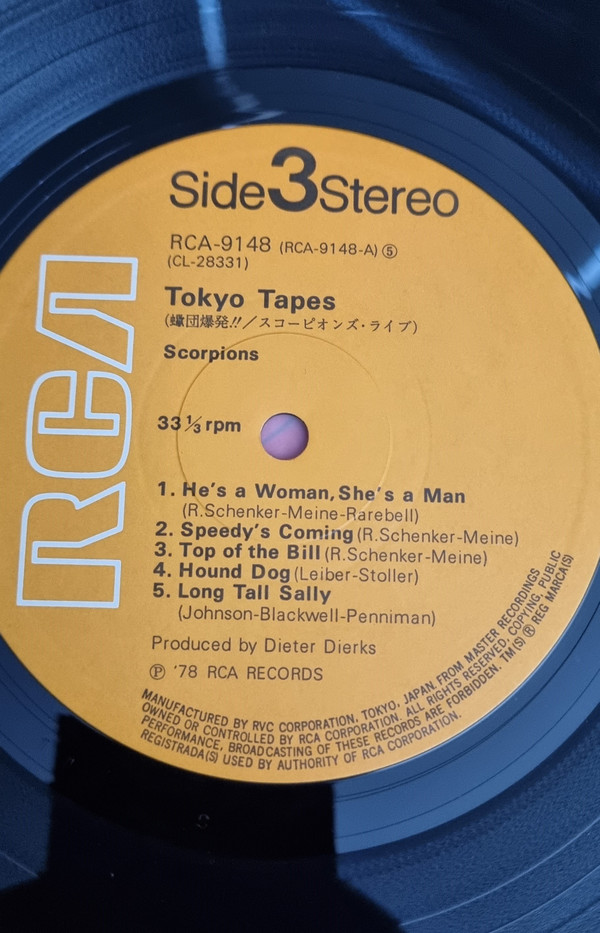 Side 3 Stereo
RCA-9148 (RCA-9148-A) ⑤
(CL-28331)
Tokyo Tapes
(蠍団爆発!!／スコーピオンズ・ライブ)
Scorpions
33 ⅓ rpm
RCA
1. He's a Woman, She's a Man
(R.Schenker-Meine-Rarebell)
2. Speedy's Coming (R.Schenker-Meine)
3. Top of the Bill (R.Schenker-Meine)
4. Hound Dog (Leiber-Stoller)
5. Long Tall Sally
(Johnson-Blackwell-Penniman)
Produced by Dieter Dierks
Ⓟ '78 RCA RECORDS
MANUFACTURED BY RVC CORPORATION, TOKYO, JAPAN FROM MASTER RECORDINGS
OWNED OR CONTROLLED BY RCA CORPORATION. ALL RIGHTS RESERVED. COPYING, PUBLIC
PERFORMANCE, BROADCASTING OF THESE RECORDS ARE FORBIDDEN. TM(S) ® REG MARCA(S)
REGISTRADA(S) USED BY AUTHORITY OF RCA CORPORATION.